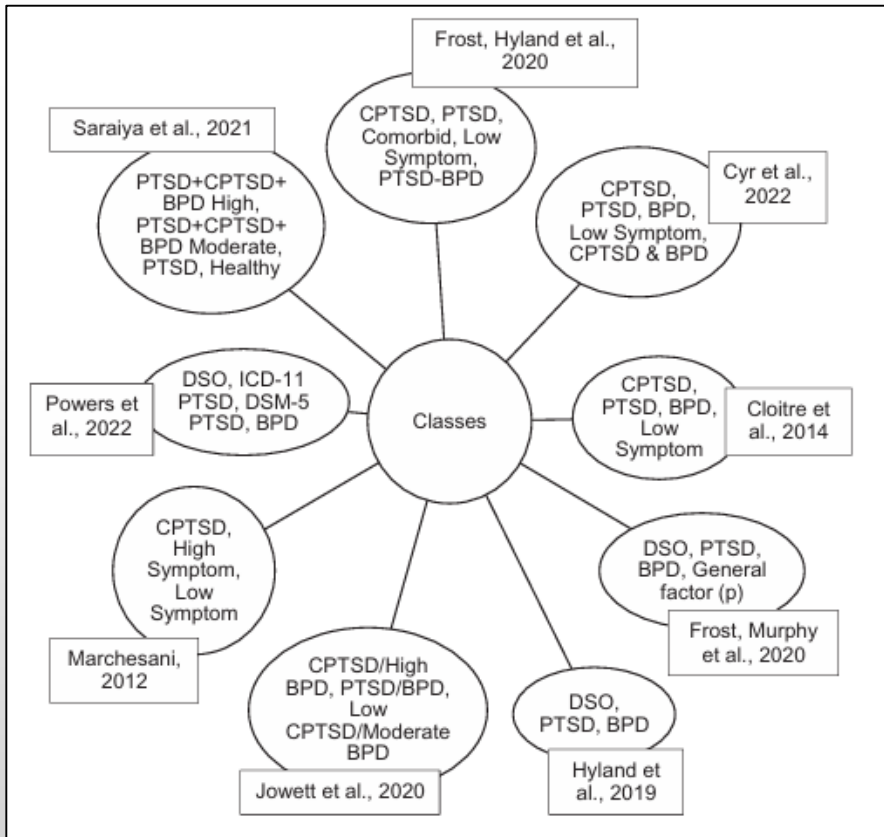 Frost, Hyland et al.,
2020
CPTSD, PTSD,
Comorbid, Low
Symptom,
PTSD-BPD
Saraiya et al., 2021
PTSD+CPTSD+
BPD High,
PTSD+CPTSD+
BPD Moderate,
PTSD, Healthy
Cyr et al.,
2022
CPTSD,
PTSD, BPD,
Low Symptom,
CPTSD & BPD
Powers et
al., 2022
DSO, ICD-11
PTSD, DSM-5
PTSD, BPD
Classes
CPTSD,
PTSD, BPD,
Low
Symptom
Cloitre et
al., 2014
CPTSD,
High
Symptom,
Low
Symptom
Marchesani,
2012
DSO, PTSD,
BPD, General
factor (p)
Frost, Murphy
et al., 2020
CPTSD/High
BPD, PTSD/BPD,
Low
CPTSD/Moderate
BPD
Jowett et al., 2020
DSO,
PTSD, BPD
Hyland et
al., 2019